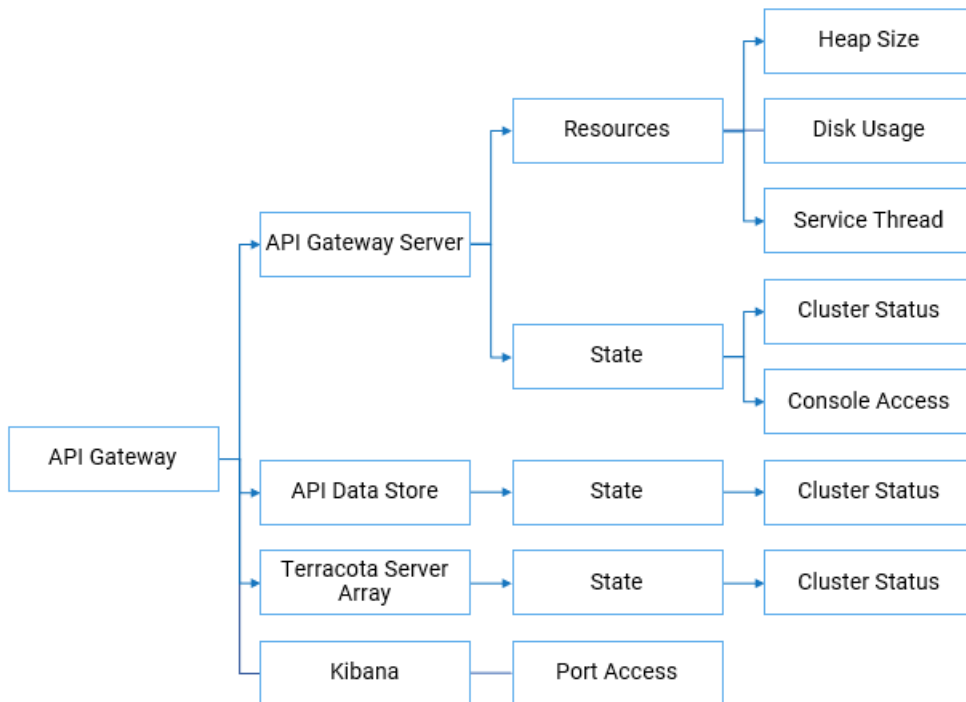 Heap Size
Resources
Disk Usage
Service Thread
API Gateway Server
Cluster Status
State
Console Access
API Gateway
API Data Store
State
Cluster Status
Terracota Server
Array
State
Cluster Status
Kibana
Port Access